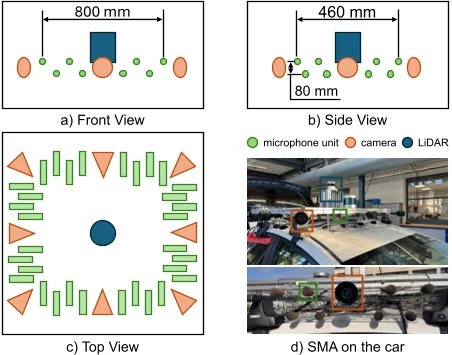 800 mm
460 mm
80 mm
a) Front View
b) Side View
microphone unit
camera
LiDAR
c) Top View
d) SMA on the car